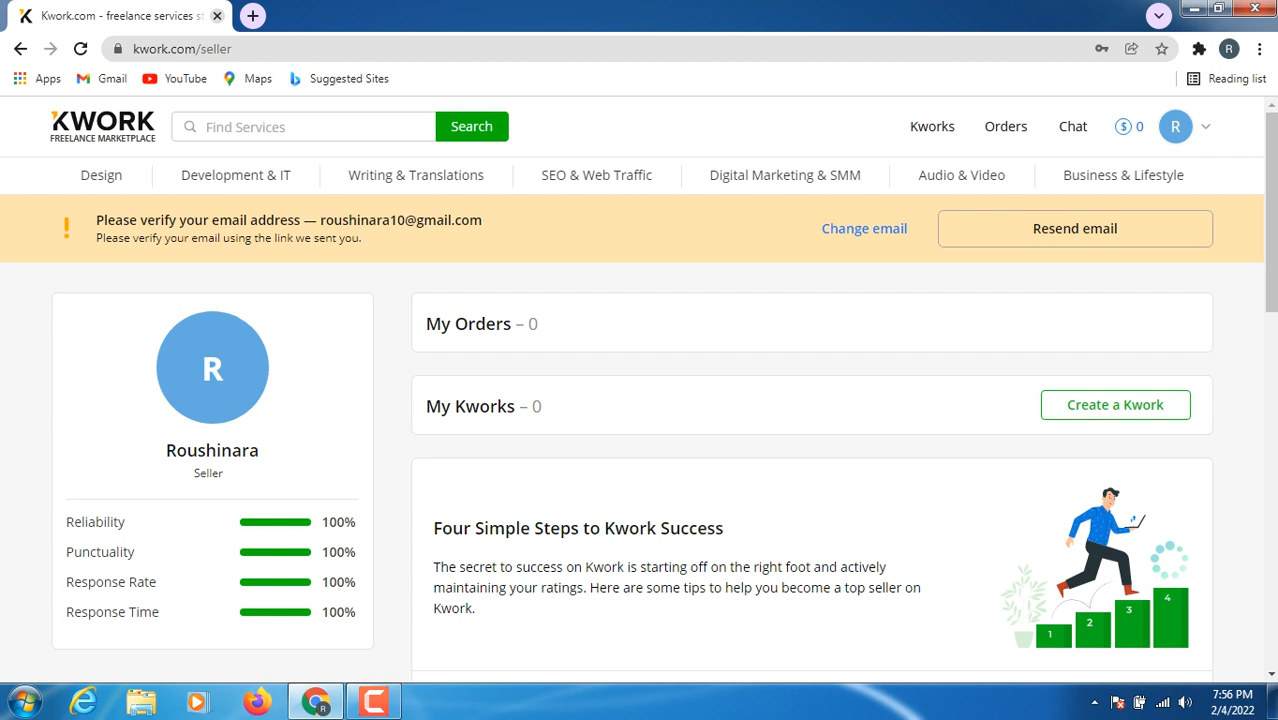 Kwork.com - freelance services st
kwork.com/seller
R
Apps
Gmail
YouTube
Maps
Suggested Sites
Reading list
KWORK
FREELANCE MARKETPLACE
Find Services
Search
Kworks
Orders
Chat
$ 0
R
Design
Development & IT
Writing & Translations
SEO & Web Traffic
Digital Marketing & SMM
Audio & Video
Business & Lifestyle
Please verify your email address — roushinara10@gmail.com
Please verify your email using the link we sent you.
Change email
Resend email
R
Roushinara
Seller
Reliability 100%
Punctuality 100%
Response Rate 100%
Response Time 100%
My Orders – 0
My Kworks – 0
Create a Kwork
Four Simple Steps to Kwork Success
The secret to success on Kwork is starting off on the right foot and actively
maintaining your ratings. Here are some tips to help you become a top seller on
Kwork.
1
2
3
4
R
7:56 PM
2/4/2022